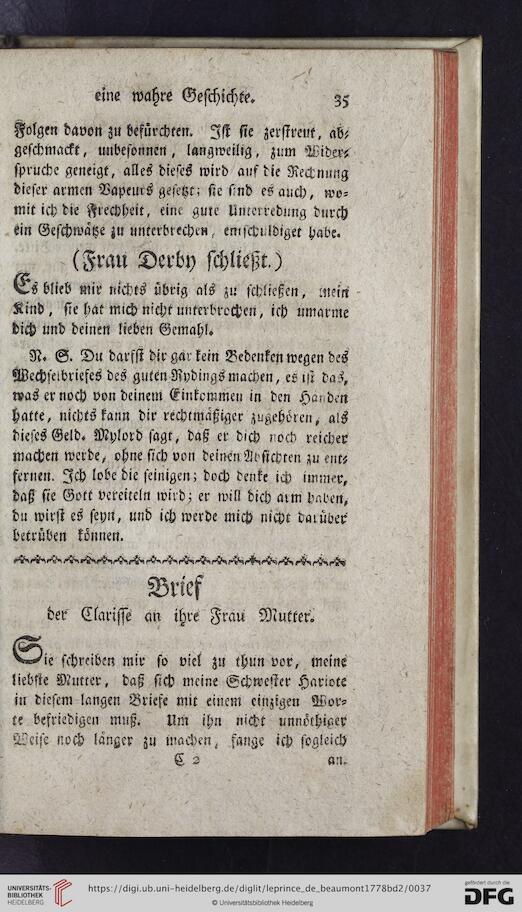 eine wahre Geschichte. 35
Folgen davon zu befürchten. Ist sie zerstreut, ab-
geschmackt, unbesonnen, langweilig, zum Wider-
spruche geneigt, alles dieses wird auf die Rechnung
dieser armen Vapeurs gesetzt; sie sind es auch, wo-
mit ich die Frechheit, eine gute Unterredung durch
ein Geschwätze zu unterbrechen, entschuldiget habe.
(Frau Derby schließt.)
Es blieb mir nichts übrig als zu schließen, mein
Kind, sie hat mich nicht unterbrochen, ich umarme
dich und deinen lieben Gemahl.
N. S. Du darfst dir gar kein Bedenken wegen des
Wechselbriefes des guten Rydings machen, es ist das,
was er noch von deinem Einkommen in den Handen
hatte, nichts kann dir rechtmäßiger zugehören, als
dieses Geld. Mylord sagt, daß er dich noch reicher
machen werde, ohne sich von deinen Absichten zu ent-
fernen. Ich lobe die seinigen; doch denke ich immer,
daß sie Gott vereiteln wird; er will dich arm haben,
du wirst es seyn, und ich werde mich nicht darüber
betrüben können.
Brief
der Clarisse an ihre Frau Mutter.
Sie schreiben mir so viel zu thun vor, meine
liebste Mutter, daß sich meine Schwester Hariote
in diesem langen Briefe mit einem einzigen Wor-
te befriedigen muß. Um ihn nicht unnöthiger
Weise noch länger zu machen, fange ich sogleich
C 2 an.
UNIVERSITÄTS-
BIBLIOTHEK
HEIDELBERG
https://digi.ub.uni-heidelberg.de/diglit/leprince_de_beaumont1778bd2/0037
© Universitätsbibliothek Heidelberg
gefördert durch die
DFG